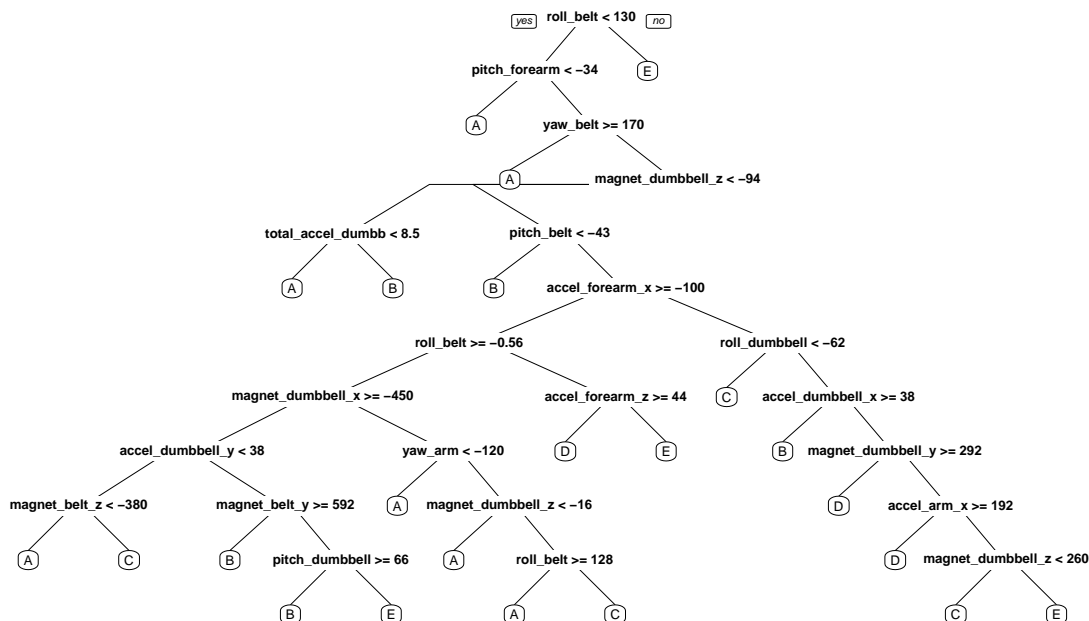 yes roll_belt < 130 no
pitch_forearm < −34 E
A yaw_belt >= 170
A magnet_dumbbell_z < −94
total_accel_dumbb < 8.5 pitch_belt < −43
A B B accel_forearm_x >= −100
roll_belt >= −0.56 roll_dumbbell < −62
magnet_dumbbell_x >= −450 accel_forearm_z >= 44 C accel_dumbbell_x >= 38
accel_dumbbell_y < 38 yaw_arm < −120 D E B magnet_dumbbell_y >= 292
magnet_belt_z < −380 magnet_belt_y >= 592 A magnet_dumbbell_z < −16 D accel_arm_x >= 192
A C B pitch_dumbbell >= 66 A roll_belt >= 128 D magnet_dumbbell_z < 260
B E A C C E